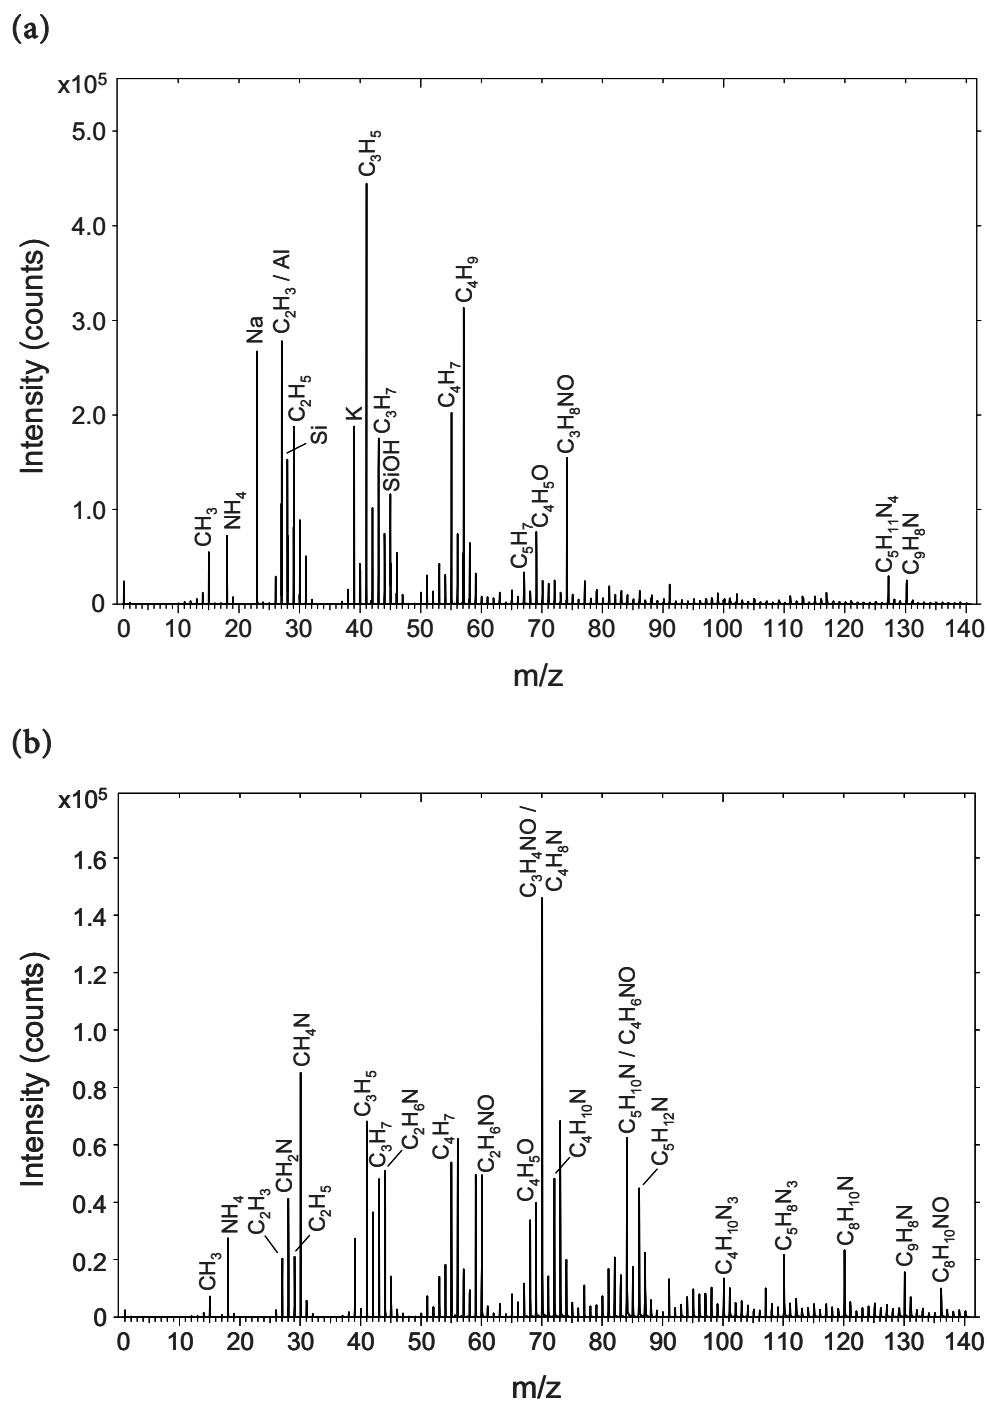 (a)
x10⁵
5.0
4.0
3.0
2.0
1.0
0
Intensity (counts)
CH₃
NH₄
Na
C₂H₃ / Al
Si
C₂H₅
K
C₃H₅
C₃H₇
SiOH
C₄H₇
C₄H₉
C₅H₇
C₄H₅O
C₃H₈NO
C₅H₁₁N₄
C₉H₈N
0 10 20 30 40 50 60 70 80 90 100 110 120 130 140
m/z
(b)
x10⁵
1.6
1.4
1.2
1.0
0.8
0.6
0.4
0.2
0
Intensity (counts)
CH₃
NH₄
C₂H₃
CH₂N
C₂H₅
CH₄N
C₃H₅
C₃H₇
C₂H₆N
C₄H₇
C₂H₆NO
C₄H₅O
C₃H₄NO /
C₄H₈N
C₄H₁₀N
C₅H₁₀N / C₄H₆NO
C₅H₁₂N
C₄H₁₀N₃
C₅H₈N₃
C₈H₁₀N
C₉H₈N
C₈H₁₀NO
0 10 20 30 40 50 60 70 80 90 100 110 120 130 140
m/z